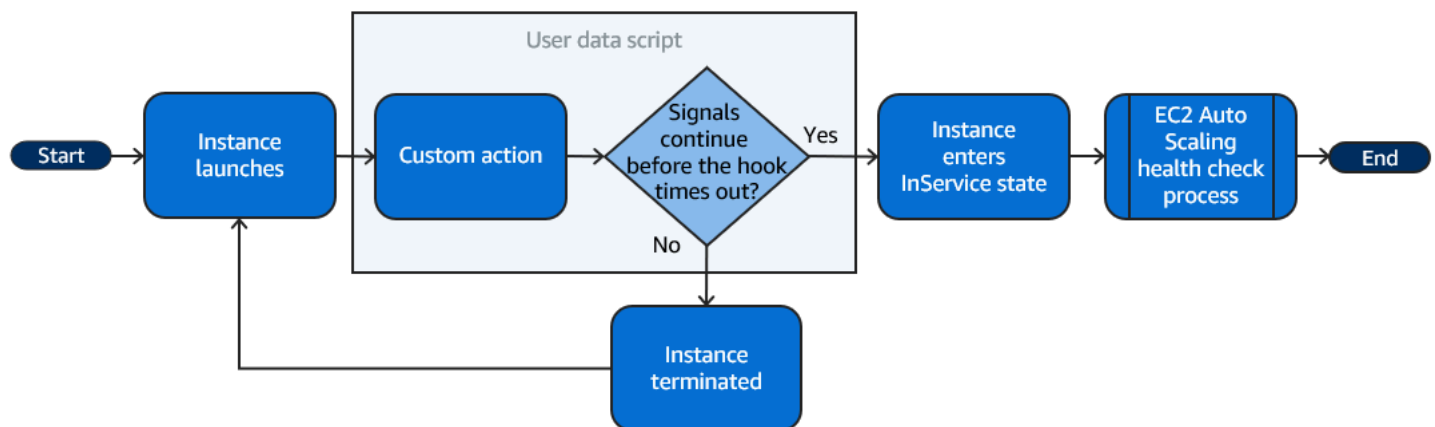 User data script
Start
Instance
launches
Custom action
Signals
continue
before the hook
times out?
Yes
No
Instance
enters
InService state
EC2 Auto
Scaling
health check
process
End
Instance
terminated